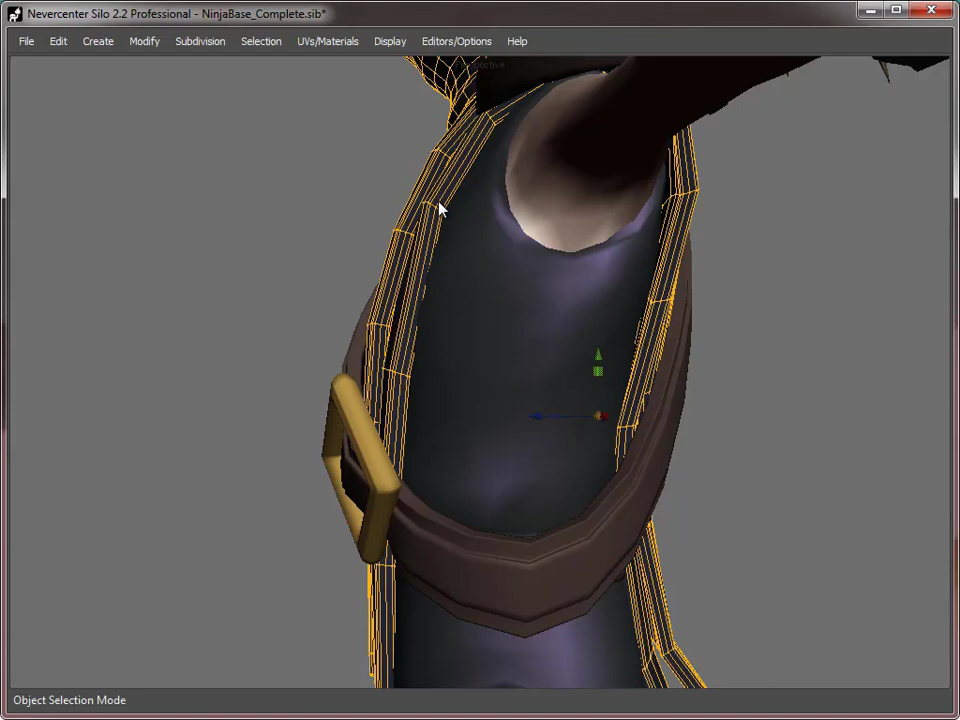 Nevercenter Silo 2.2 Professional - NinjaBase_Complete.sib*
File Edit Create Modify Subdivision Selection UVs/Materials Display Editors/Options Help
Perspective
Object Selection Mode